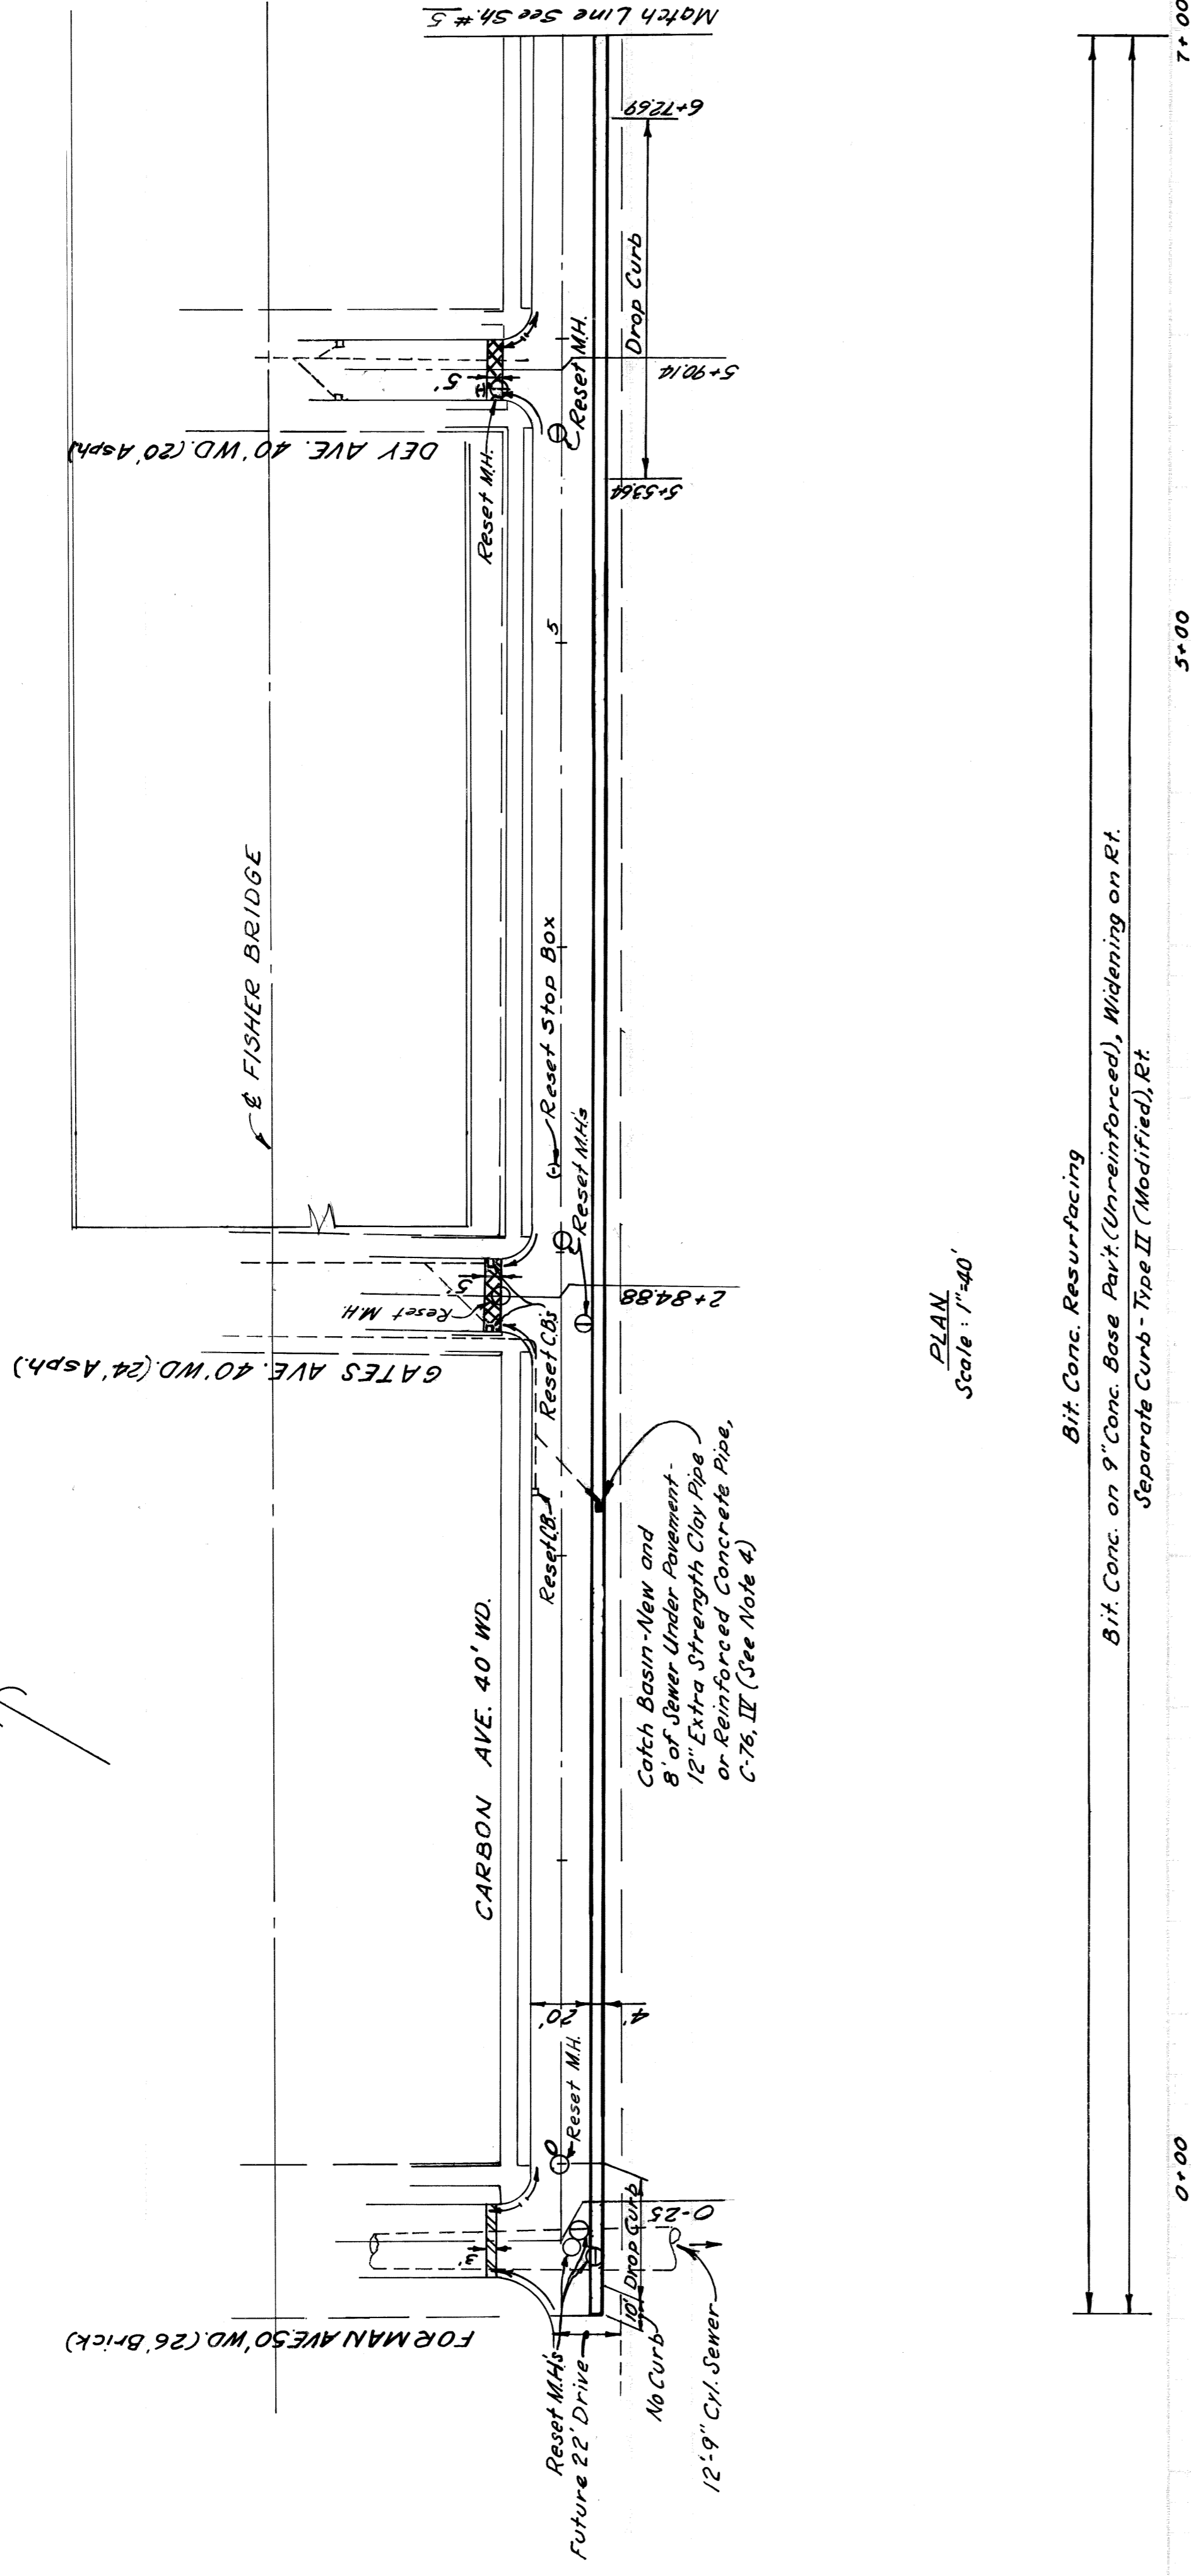 Match Line See Sh. # 5
℄ FISHER BRIDGE
FORMAN AVE 50' WD. (26' Brick)
GATES AVE. 40' WD. (24' Asph.)
DEY AVE. 40' WD. (20' Asph.)
CARBON AVE. 40' WD.
3'
Reset M.H.
5'
Reset M.H.
5'
Reset M.H.'s
Future 22' Drive
0
Reset M.H.
20'
4'
Reset C.B.
Reset C.B.'s
Reset M.H.'s
Reset Stop Box
5
Reset M.H.
No Curb
10'
Drop Curb
0-25
12'-9" Cyl. Sewer
2+84.88
5+53.64
5+90.14
6+72.69
Drop Curb
Catch Basin-New and
8' of Sewer Under Pavement-
12" Extra Strength Clay Pipe
or Reinforced Concrete Pipe,
C-76, IV (See Note 4)
PLAN
Scale : 1"=40'
Bit. Conc. Resurfacing
Bit. Conc. on 9" Conc. Base Pav't. (Unreinforced), Widening on Rt.
Separate Curb - Type II (Modified), Rt.
0+00
5+00
7+00